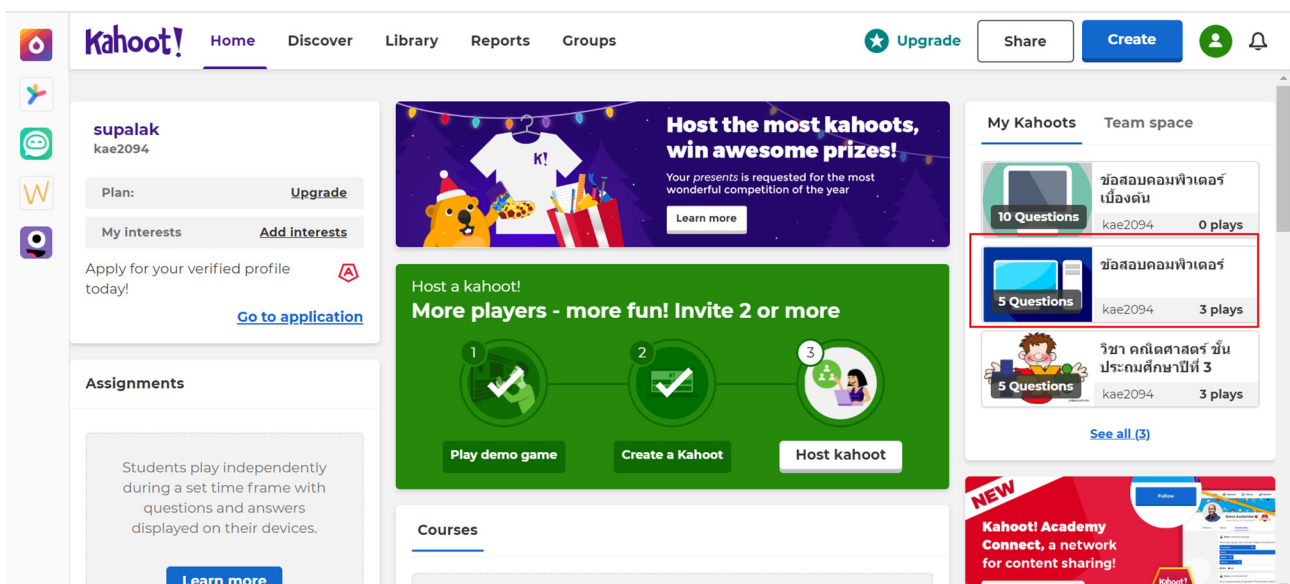 Kahoot!
Home
Discover
Library
Reports
Groups
Upgrade
Share
Create
supalak
kae2094
Plan:
Upgrade
My interests
Add interests
Apply for your verified profile
today!
Go to application
Assignments
Students play independently
during a set time frame with
questions and answers
displayed on their devices.
Learn more
K!
Host the most kahoots,
win awesome prizes!
Your presents is requested for the most
wonderful competition of the year
Learn more
Host a kahoot!
More players - more fun! Invite 2 or more
1
2
3
Play demo game
Create a Kahoot
Host kahoot
Courses
My Kahoots
Team space
10 Questions
ข้อสอบคอมพิวเตอร์
เบื้องต้น
kae2094
0 plays
5 Questions
ข้อสอบคอมพิวเตอร์
kae2094
3 plays
5 Questions
วิชา คณิตศาสตร์ ชั้น
ประถมศึกษาปีที่ 3
kae2094
3 plays
See all (3)
NEW
Kahoot! Academy
Connect, a network
for content sharing!
Follow
Kahoot!